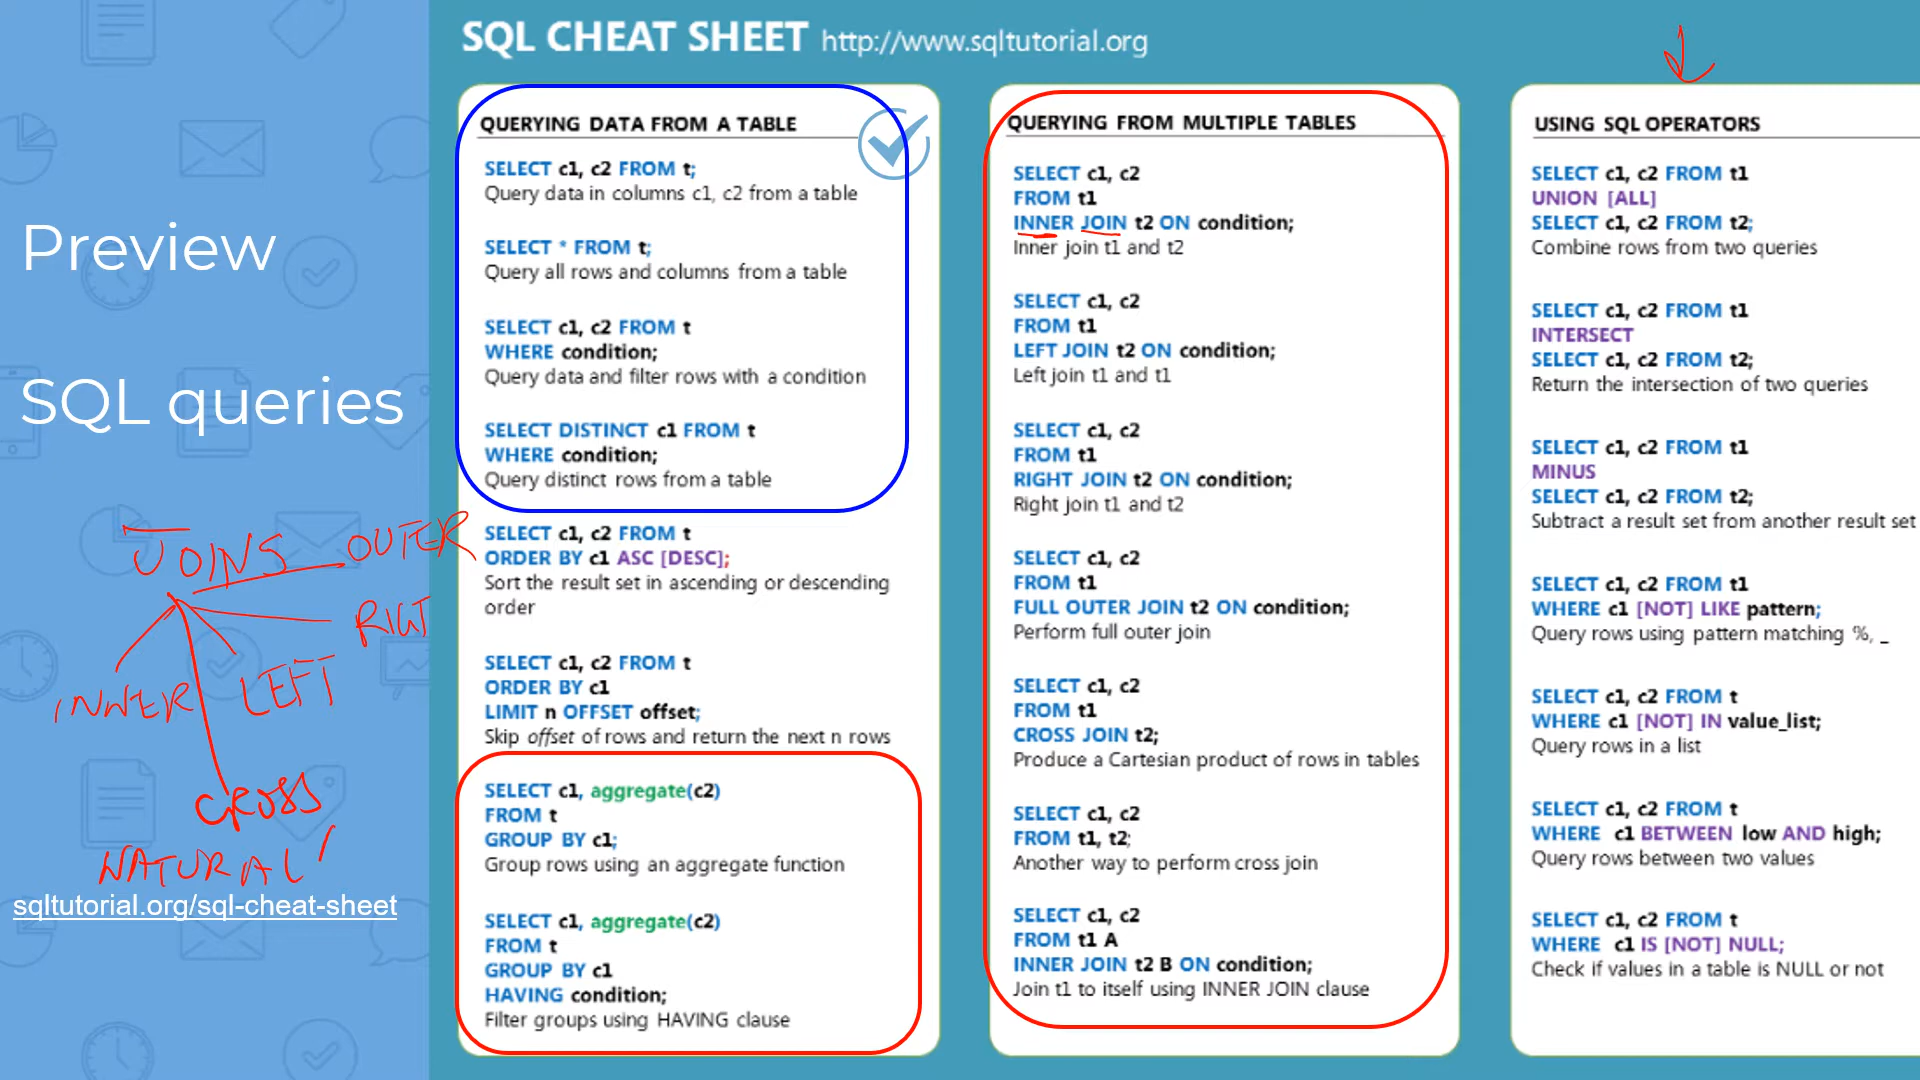 Preview
SQL queries
JOINS
OUTER
RIGT
INNER
LEFT
CROSS
NATURAL
sqltutorial.org/sql-cheat-sheet
SQL CHEAT SHEET http://www.sqltutorial.org
QUERYING DATA FROM A TABLE
SELECT c1, c2 FROM t;
Query data in columns c1, c2 from a table
SELECT * FROM t;
Query all rows and columns from a table
SELECT c1, c2 FROM t
WHERE condition;
Query data and filter rows with a condition
SELECT DISTINCT c1 FROM t
WHERE condition;
Query distinct rows from a table
SELECT c1, c2 FROM t
ORDER BY c1 ASC [DESC];
Sort the result set in ascending or descending
order
SELECT c1, c2 FROM t
ORDER BY c1
LIMIT n OFFSET offset;
Skip offset of rows and return the next n rows
SELECT c1, aggregate(c2)
FROM t
GROUP BY c1;
Group rows using an aggregate function
SELECT c1, aggregate(c2)
FROM t
GROUP BY c1
HAVING condition;
Filter groups using HAVING clause
QUERYING FROM MULTIPLE TABLES
SELECT c1, c2
FROM t1
INNER JOIN t2 ON condition;
Inner join t1 and t2
SELECT c1, c2
FROM t1
LEFT JOIN t2 ON condition;
Left join t1 and t1
SELECT c1, c2
FROM t1
RIGHT JOIN t2 ON condition;
Right join t1 and t2
SELECT c1, c2
FROM t1
FULL OUTER JOIN t2 ON condition;
Perform full outer join
SELECT c1, c2
FROM t1
CROSS JOIN t2;
Produce a Cartesian product of rows in tables
SELECT c1, c2
FROM t1, t2;
Another way to perform cross join
SELECT c1, c2
FROM t1 A
INNER JOIN t2 B ON condition;
Join t1 to itself using INNER JOIN clause
USING SQL OPERATORS
SELECT c1, c2 FROM t1
UNION [ALL]
SELECT c1, c2 FROM t2;
Combine rows from two queries
SELECT c1, c2 FROM t1
INTERSECT
SELECT c1, c2 FROM t2;
Return the intersection of two queries
SELECT c1, c2 FROM t1
MINUS
SELECT c1, c2 FROM t2;
Subtract a result set from another result set
SELECT c1, c2 FROM t1
WHERE c1 [NOT] LIKE pattern;
Query rows using pattern matching %, _
SELECT c1, c2 FROM t
WHERE c1 [NOT] IN value_list;
Query rows in a list
SELECT c1, c2 FROM t
WHERE c1 BETWEEN low AND high;
Query rows between two values
SELECT c1, c2 FROM t
WHERE c1 IS [NOT] NULL;
Check if values in a table is NULL or not